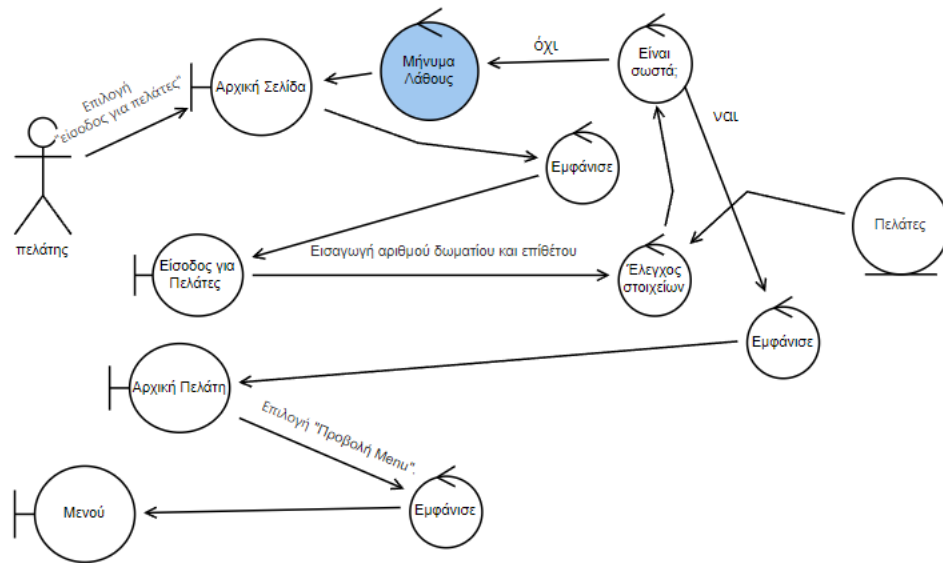 Επιλογή
"είσοδος για πελάτες"
πελάτης
Αρχική Σελίδα
Μήνυμα
Λάθους
όχι
Είναι
σωστά;
ναι
Εμφάνισε
Πελάτες
Είσοδος για
Πελάτες
Εισαγωγή αριθμού δωματίου και επιθέτου
Έλεγχος
στοιχείων
Εμφάνισε
Αρχική Πελάτη
Επιλογή "Προβολή Menu".
Εμφάνισε
Μενού